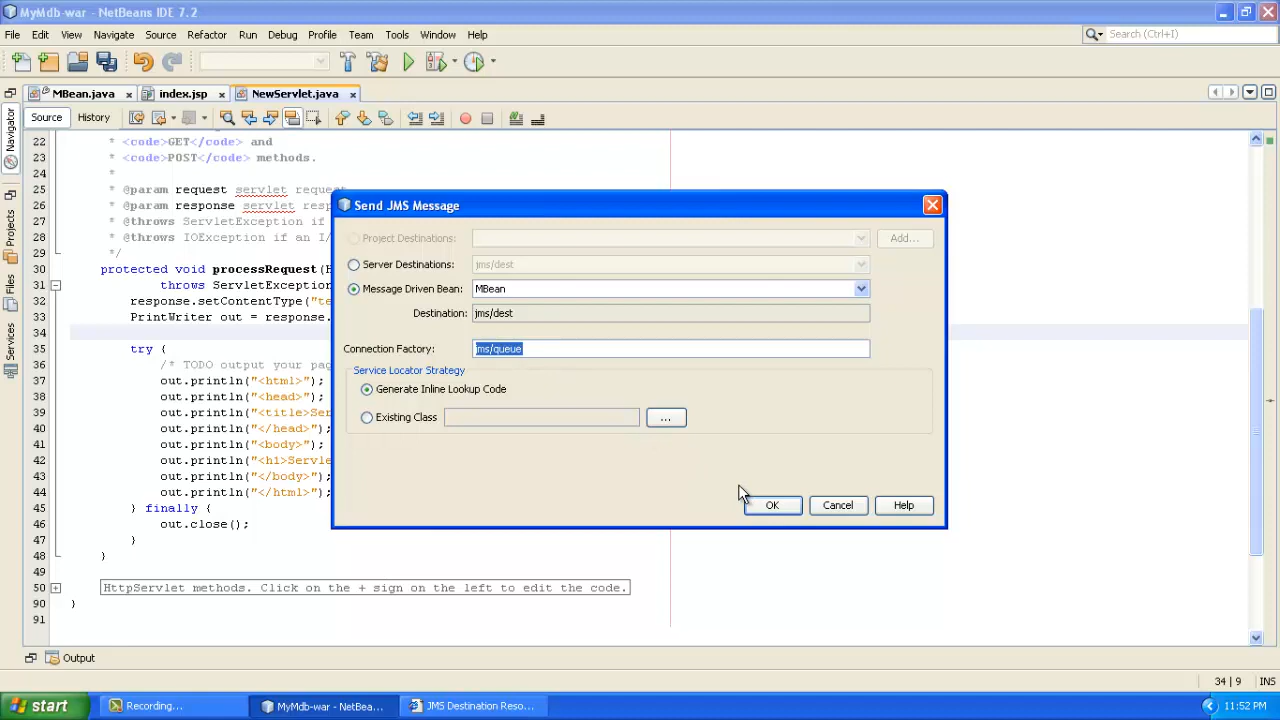 MyMdb-war - NetBeans IDE 7.2
File Edit View Navigate Source Refactor Run Debug Profile Team Tools Window Help
Search (Ctrl+I)
MBean.java x index.jsp x NewServlet.java x
Source History
Navigator
Projects
Files
Services
22 * <code>GET</code> and
23 * <code>POST</code> methods.
24 *
25 * @param request servlet request
26 * @param response servlet resp
27 * @throws ServletException if
28 * @throws IOException if an I/
29 */
30 protected void processRequest(H
31 throws ServletException
32 response.setContentType("te
33 PrintWriter out = response.
34
35 try {
36 /* TODO output your pag
37 out.println("<html>");
38 out.println("<head>");
39 out.println("<title>Ser
40 out.println("</head>");
41 out.println("<body>");
42 out.println("<h1>Servle
43 out.println("</body>");
44 out.println("</html>");
45 } finally {
46 out.close();
47 }
48 }
49
50 HttpServlet methods. Click on the + sign on the left to edit the code.
90 }
91
Send JMS Message
Project Destinations: Add...
Server Destinations: jms/dest
Message Driven Bean: MBean
Destination: jms/dest
Connection Factory: jms/queue
Service Locator Strategy
Generate Inline Lookup Code
Existing Class ...
OK Cancel Help
Output
34 | 9 INS
start Recording... MyMdb-war - NetBea... JMS Destination Reso... 11:52 PM